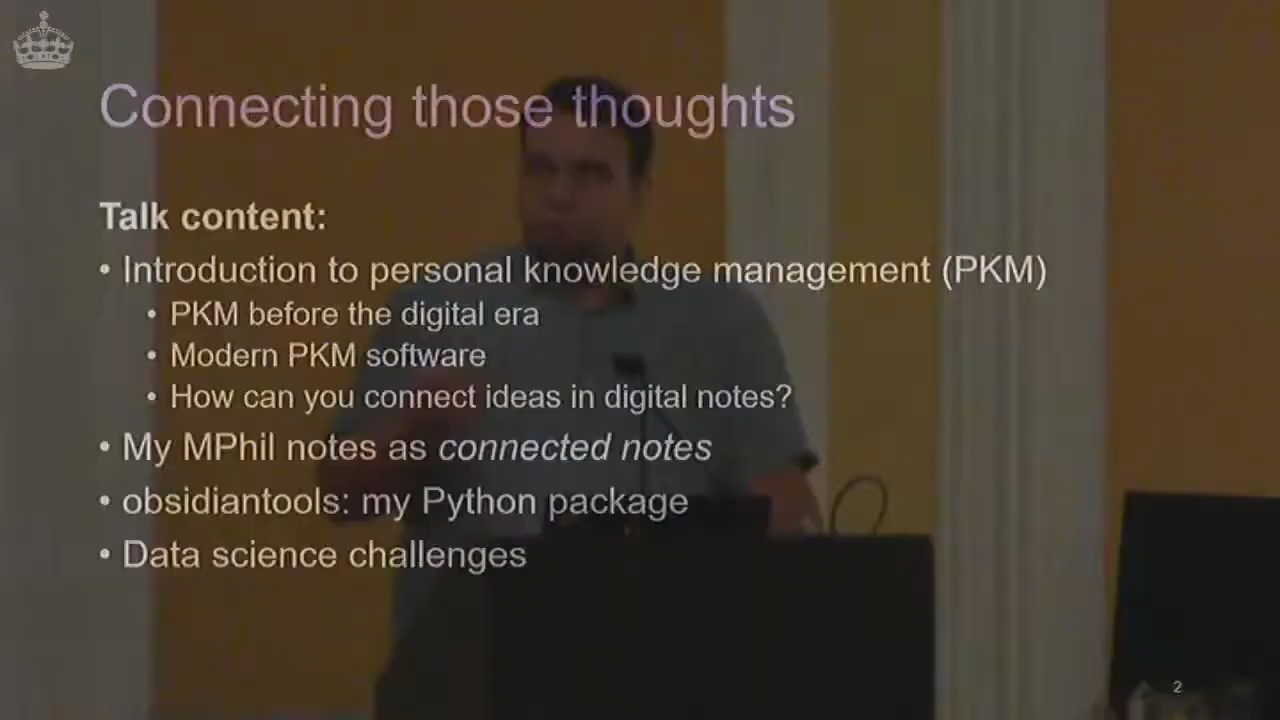 Connecting those thoughts
Talk content:
• Introduction to personal knowledge management (PKM)
• PKM before the digital era
• Modern PKM software
• How can you connect ideas in digital notes?
• My MPhil notes as connected notes
• obsidiantools: my Python package
• Data science challenges
2